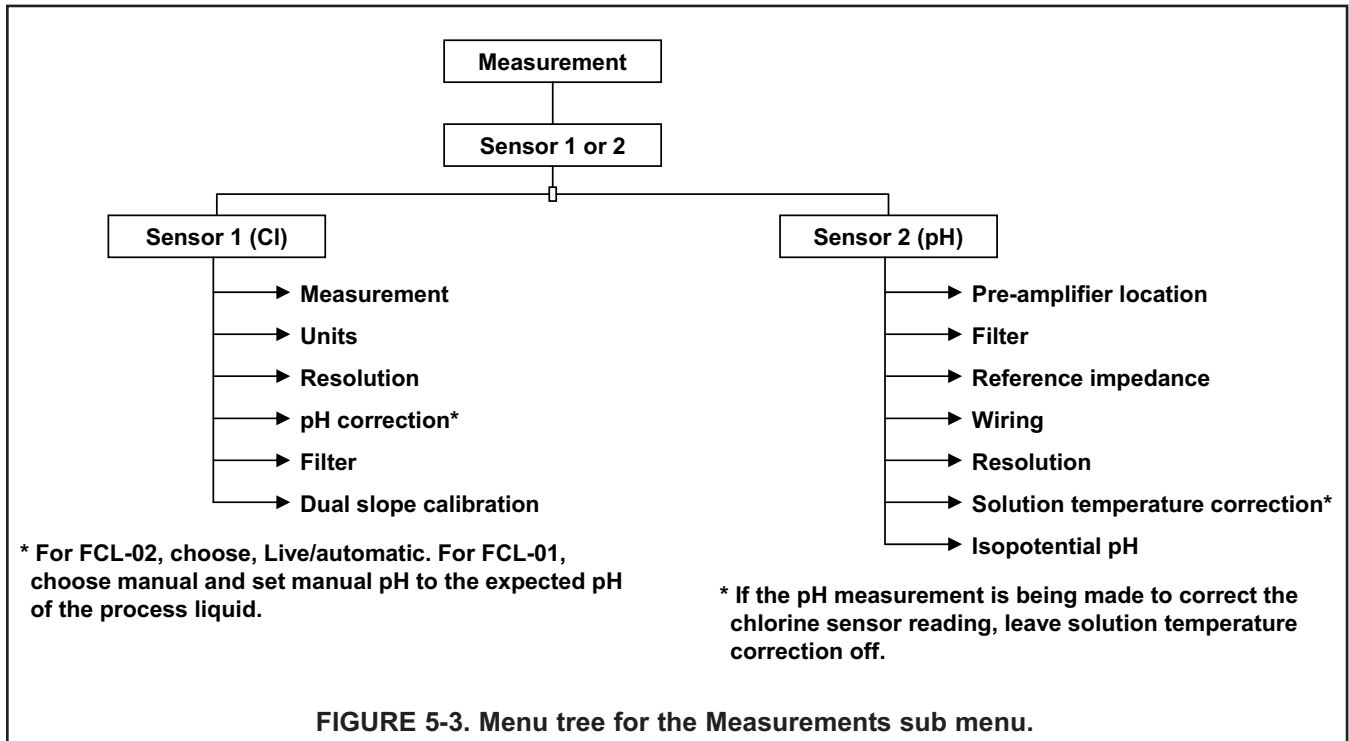 Measurement
Sensor 1 or 2
Sensor 1 (Cl)
Measurement
Units
Resolution
pH correction*
Filter
Dual slope calibration
* For FCL-02, choose, Live/automatic. For FCL-01,
choose manual and set manual pH to the expected pH
of the process liquid.
Sensor 2 (pH)
Pre-amplifier location
Filter
Reference impedance
Wiring
Resolution
Solution temperature correction*
Isopotential pH
* If the pH measurement is being made to correct the
chlorine sensor reading, leave solution temperature
correction off.
FIGURE 5-3. Menu tree for the Measurements sub menu.